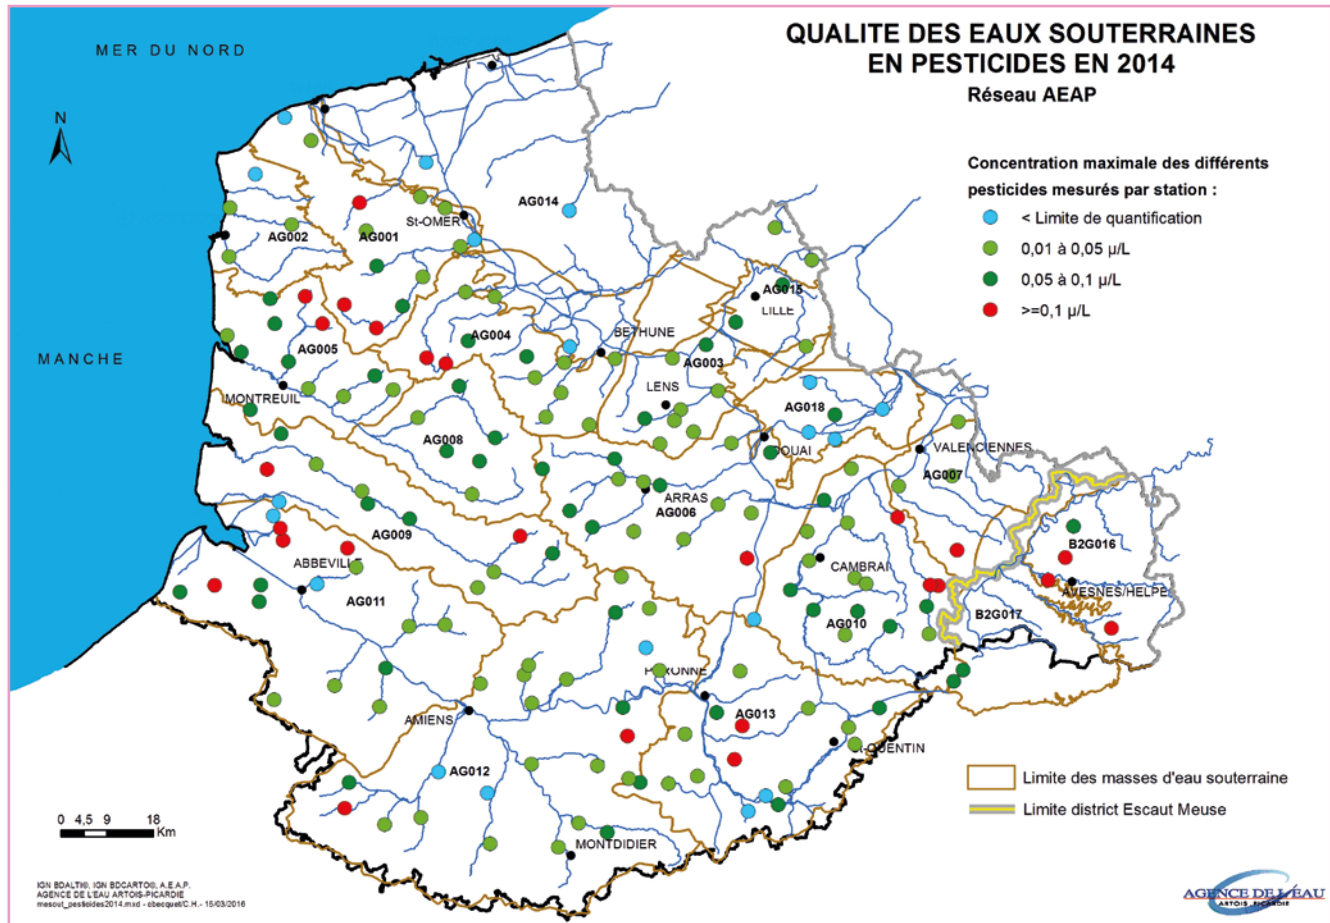 QUALITE DES EAUX SOUTERRAINES
EN PESTICIDES EN 2014
Réseau AEAP
MER DU NORD
N
MANCHE
Concentration maximale des différents
pesticides mesurés par station :
< Limite de quantification
0,01 à 0,05 µ/L
0,05 à 0,1 µ/L
>=0,1 µ/L
AG014
St-OMER
AG002
AG001
AG015
LILLE
AG004
BETHUNE
AG005
AG003
MONTREUIL
LENS
AG018
AG008
DOUAI
VALENCIENNES
AG007
ARRAS
AG006
AG009
B2G016
ABBEVILLE
CAMBRAI
AVESNES/HELPE
AG011
AG010
B2G017
PERONNE
AG013
AMIENS
St-QUENTIN
AG012
MONTDIDIER
Limite des masses d'eau souterraine
Limite district Escaut Meuse
0 4,5 9 18
Km
IGN BDALTI®, IGN BDCARTO®, A.E.A.P.
AGENCE DE L'EAU ARTOIS-PICARDIE
mesout_pesticides2014.mxd - cbecquet/C.H.- 15/03/2016
AGENCE DE L'EAU
ARTOIS - PICARDIE